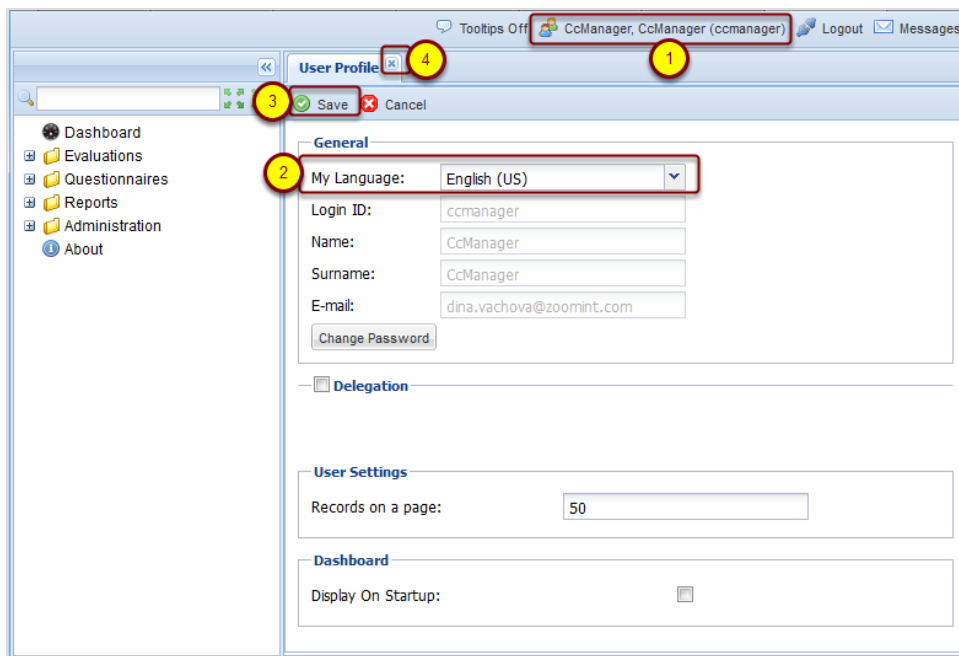 Tooltips Off CcManager, CcManager (ccmanager) Logout Messages
1
User Profile
4
3
Save Cancel
Dashboard
Evaluations
Questionnaires
Reports
Administration
About
General
2
My Language: English (US)
Login ID: ccmanager
Name: CcManager
Surname: CcManager
E-mail: dina.vachova@zoomint.com
Change Password
Delegation
User Settings
Records on a page: 50
Dashboard
Display On Startup: